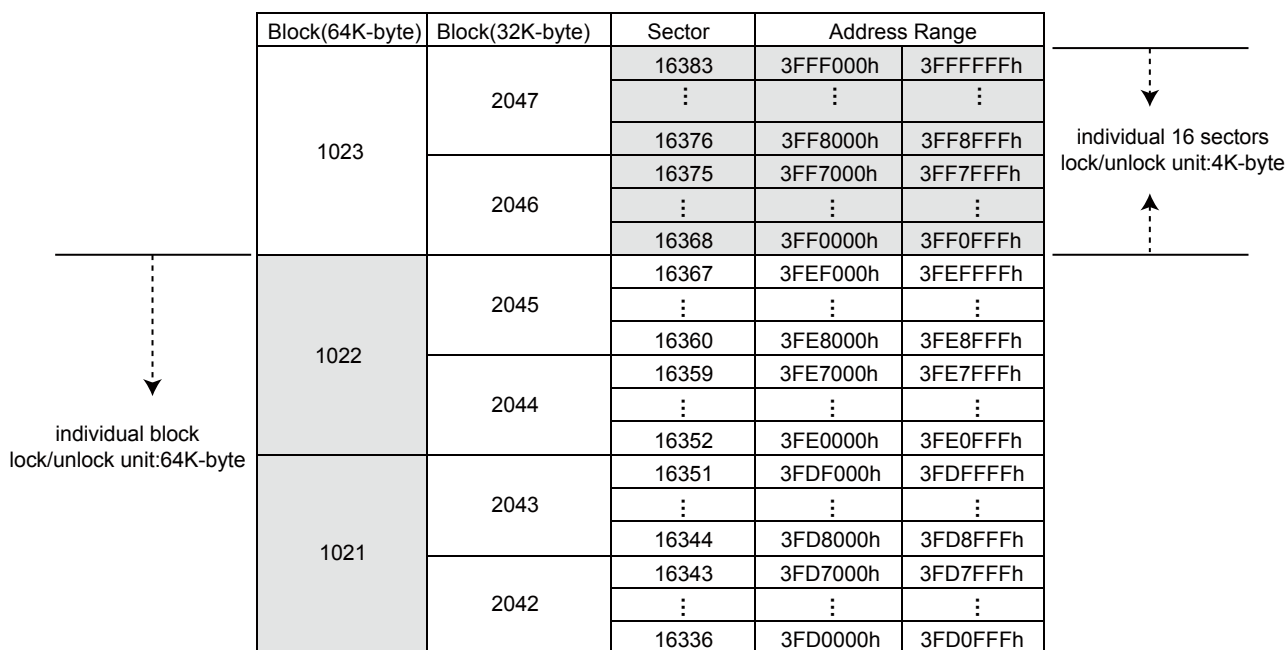 Block(64K-byte) Block(32K-byte) Sector Address Range
1023 2047 16383 3FFF000h 3FFFFFFh
⋮ ⋮ ⋮
16376 3FF8000h 3FF8FFFh
2046 16375 3FF7000h 3FF7FFFh
⋮ ⋮ ⋮
16368 3FF0000h 3FF0FFFh
individual 16 sectors
lock/unlock unit:4K-byte
1022 2045 16367 3FEF000h 3FEFFFFh
⋮ ⋮ ⋮
16360 3FE8000h 3FE8FFFh
2044 16359 3FE7000h 3FE7FFFh
⋮ ⋮ ⋮
16352 3FE0000h 3FE0FFFh
individual block
lock/unlock unit:64K-byte
1021 2043 16351 3FDF000h 3FDFFFFh
⋮ ⋮ ⋮
16344 3FD8000h 3FD8FFFh
2042 16343 3FD7000h 3FD7FFFh
⋮ ⋮ ⋮
16336 3FD0000h 3FD0FFFh